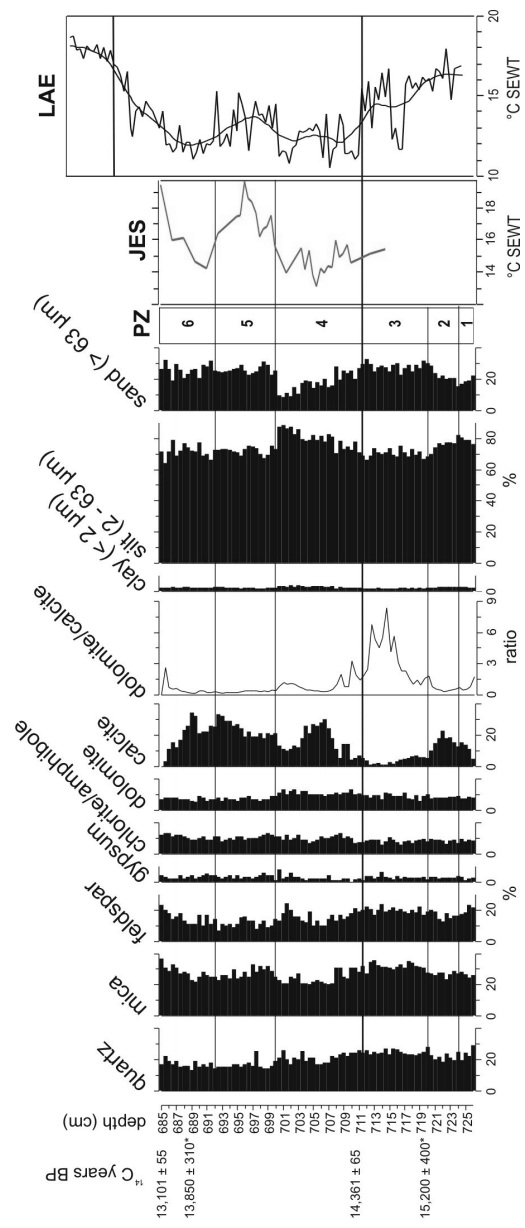 ¹⁴C years BP
depth (cm)
quartz
mica
feldspar
gypsum
chlorite/amphibole
dolomite
calcite
dolomite/calcite
clay (< 2 µm)
silt (2 - 63 µm)
sand (> 63 µm)
PZ
JES
LAE
13,101 ± 55
13,850 ± 310*
14,361 ± 65
15,200 ± 400*
685
687
689
691
693
695
697
699
701
703
705
707
709
711
713
715
717
719
721
723
725
6
5
4
3
2
1
0 20
0 20
0 20
0
0
0
0 20
0 3 6 9
0
0 20 40 60 80
0 20
14 16 18
10 15 20
%
ratio
%
°C SEWT
°C SEWT